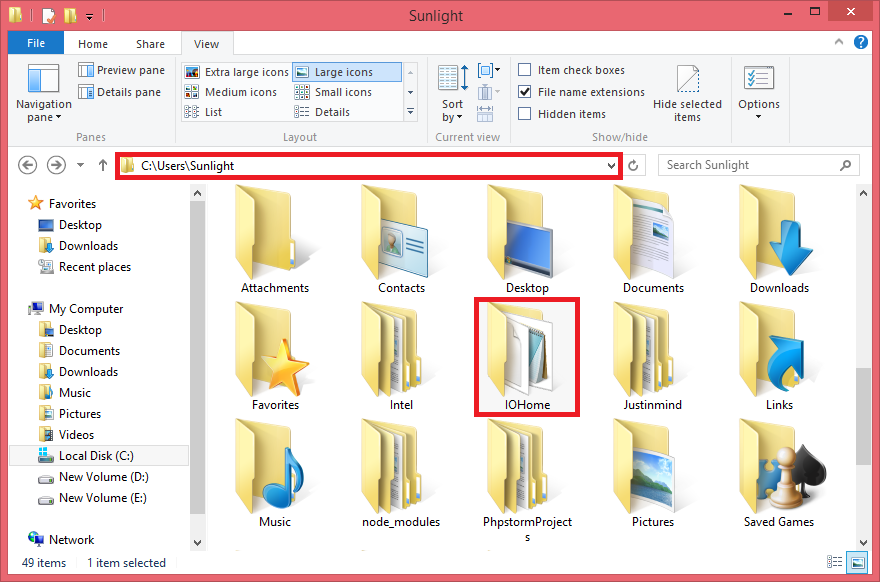 Sunlight
File Home Share View
Preview pane
Details pane
Navigation
pane
Panes
Extra large icons Large icons
Medium icons Small icons
List Details
Layout
Sort
by
Current view
Item check boxes
File name extensions
Hidden items
Hide selected
items
Show/hide
Options
C:\Users\Sunlight
Search Sunlight
Favorites
Desktop
Downloads
Recent places
My Computer
Desktop
Documents
Downloads
Music
Pictures
Videos
Local Disk (C:)
New Volume (D:)
New Volume (E:)
Network
Attachments Contacts Desktop Documents Downloads
Favorites Intel IOHome Justinmind Links
Music node_modules PhpstormProject
s Pictures Saved Games
49 items 1 item selected